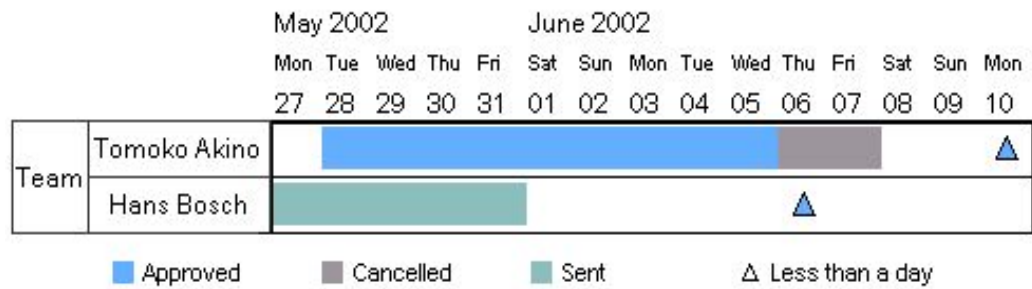 May 2002 June 2002
Mon Tue Wed Thu Fri Sat Sun Mon Tue Wed Thu Fri Sat Sun Mon
27 28 29 30 31 01 02 03 04 05 06 07 08 09 10
Team
Tomoko Akino
Hans Bosch
Approved Cancelled Sent Less than a day